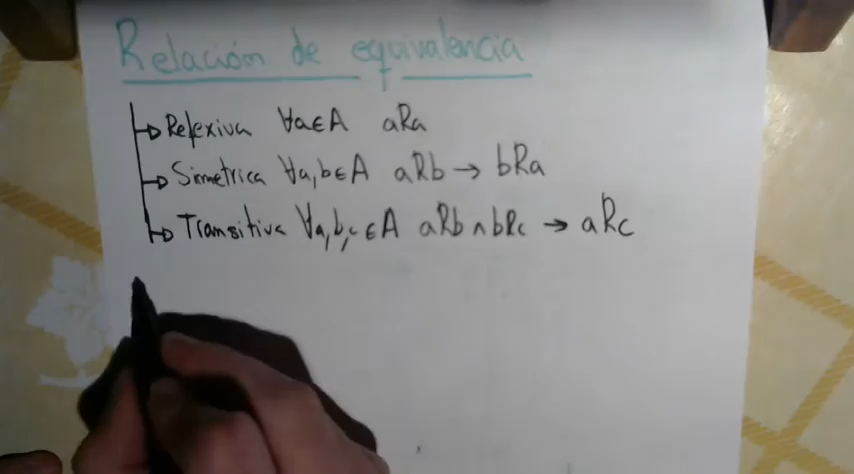 Relación de equivalencia
Reflexiva ∀a∈A aRa
Simetrica ∀a,b∈A aRb → bRa
Transitiva ∀a,b,c∈A aRb∧bRc → aRc